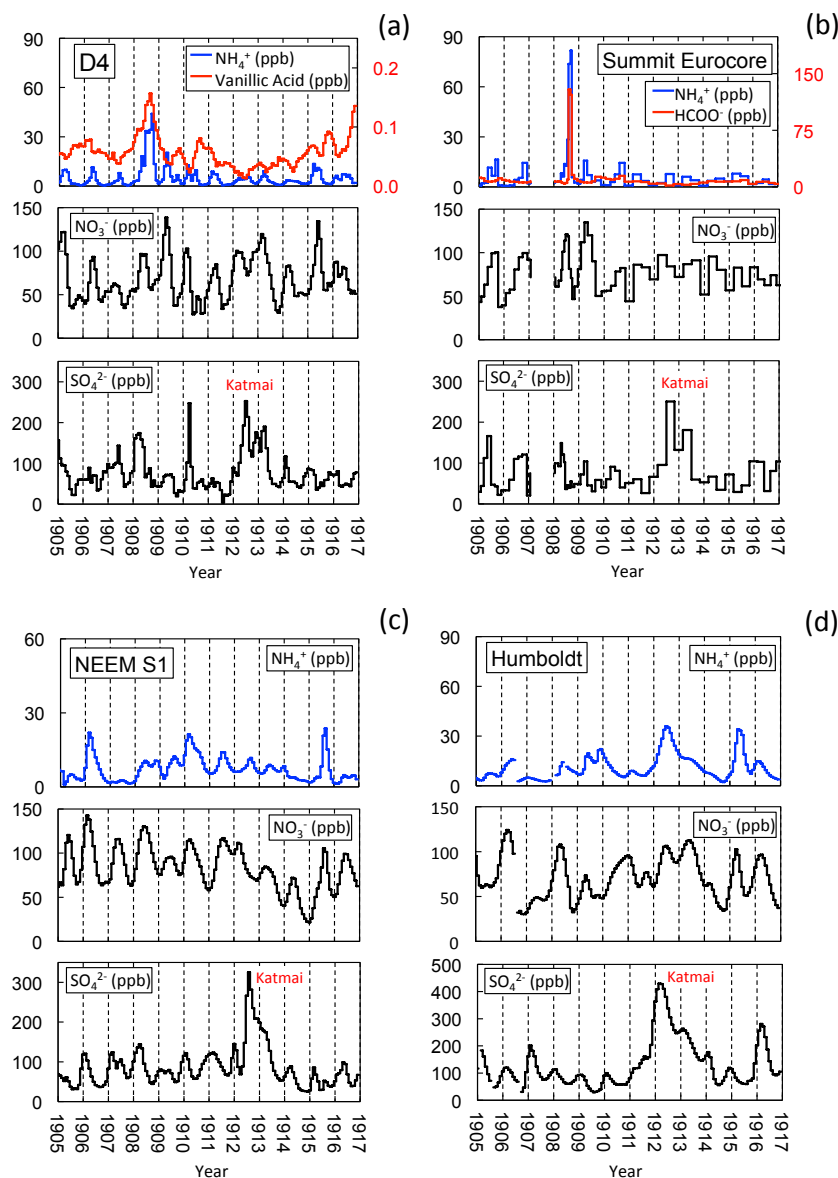 (a)
D4
NH₄⁺ (ppb)
Vanillic Acid (ppb)
90
60
30
0
0.2
0.1
0.0
NO₃⁻ (ppb)
150
100
50
0
SO₄²⁻ (ppb)
Katmai
300
200
100
0
1905 1906 1907 1908 1909 1910 1911 1912 1913 1914 1915 1916 1917
Year
(b)
Summit Eurocore
NH₄⁺ (ppb)
HCOO⁻ (ppb)
90
60
30
0
150
75
0
NO₃⁻ (ppb)
150
100
50
0
SO₄²⁻ (ppb)
Katmai
300
200
100
0
1905 1906 1907 1908 1909 1910 1911 1912 1913 1914 1915 1916 1917
Year
(c)
NEEM S1
NH₄⁺ (ppb)
60
30
0
NO₃⁻ (ppb)
150
100
50
0
SO₄²⁻ (ppb)
Katmai
300
200
100
0
1905 1906 1907 1908 1909 1910 1911 1912 1913 1914 1915 1916 1917
Year
(d)
Humboldt
NH₄⁺ (ppb)
90
60
30
0
NO₃⁻ (ppb)
150
100
50
0
SO₄²⁻ (ppb)
Katmai
500
400
300
200
100
0
1905 1906 1907 1908 1909 1910 1911 1912 1913 1914 1915 1916 1917
Year